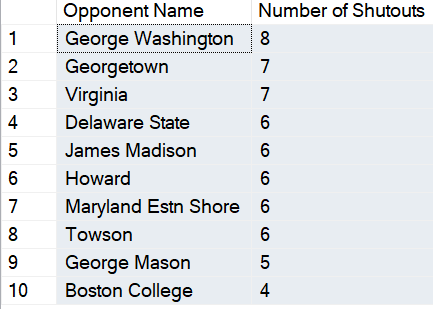 Opponent Name Number of Shutouts
1 George Washington 8
2 Georgetown 7
3 Virginia 7
4 Delaware State 6
5 James Madison 6
6 Howard 6
7 Maryland Estn Shore 6
8 Towson 6
9 George Mason 5
10 Boston College 4